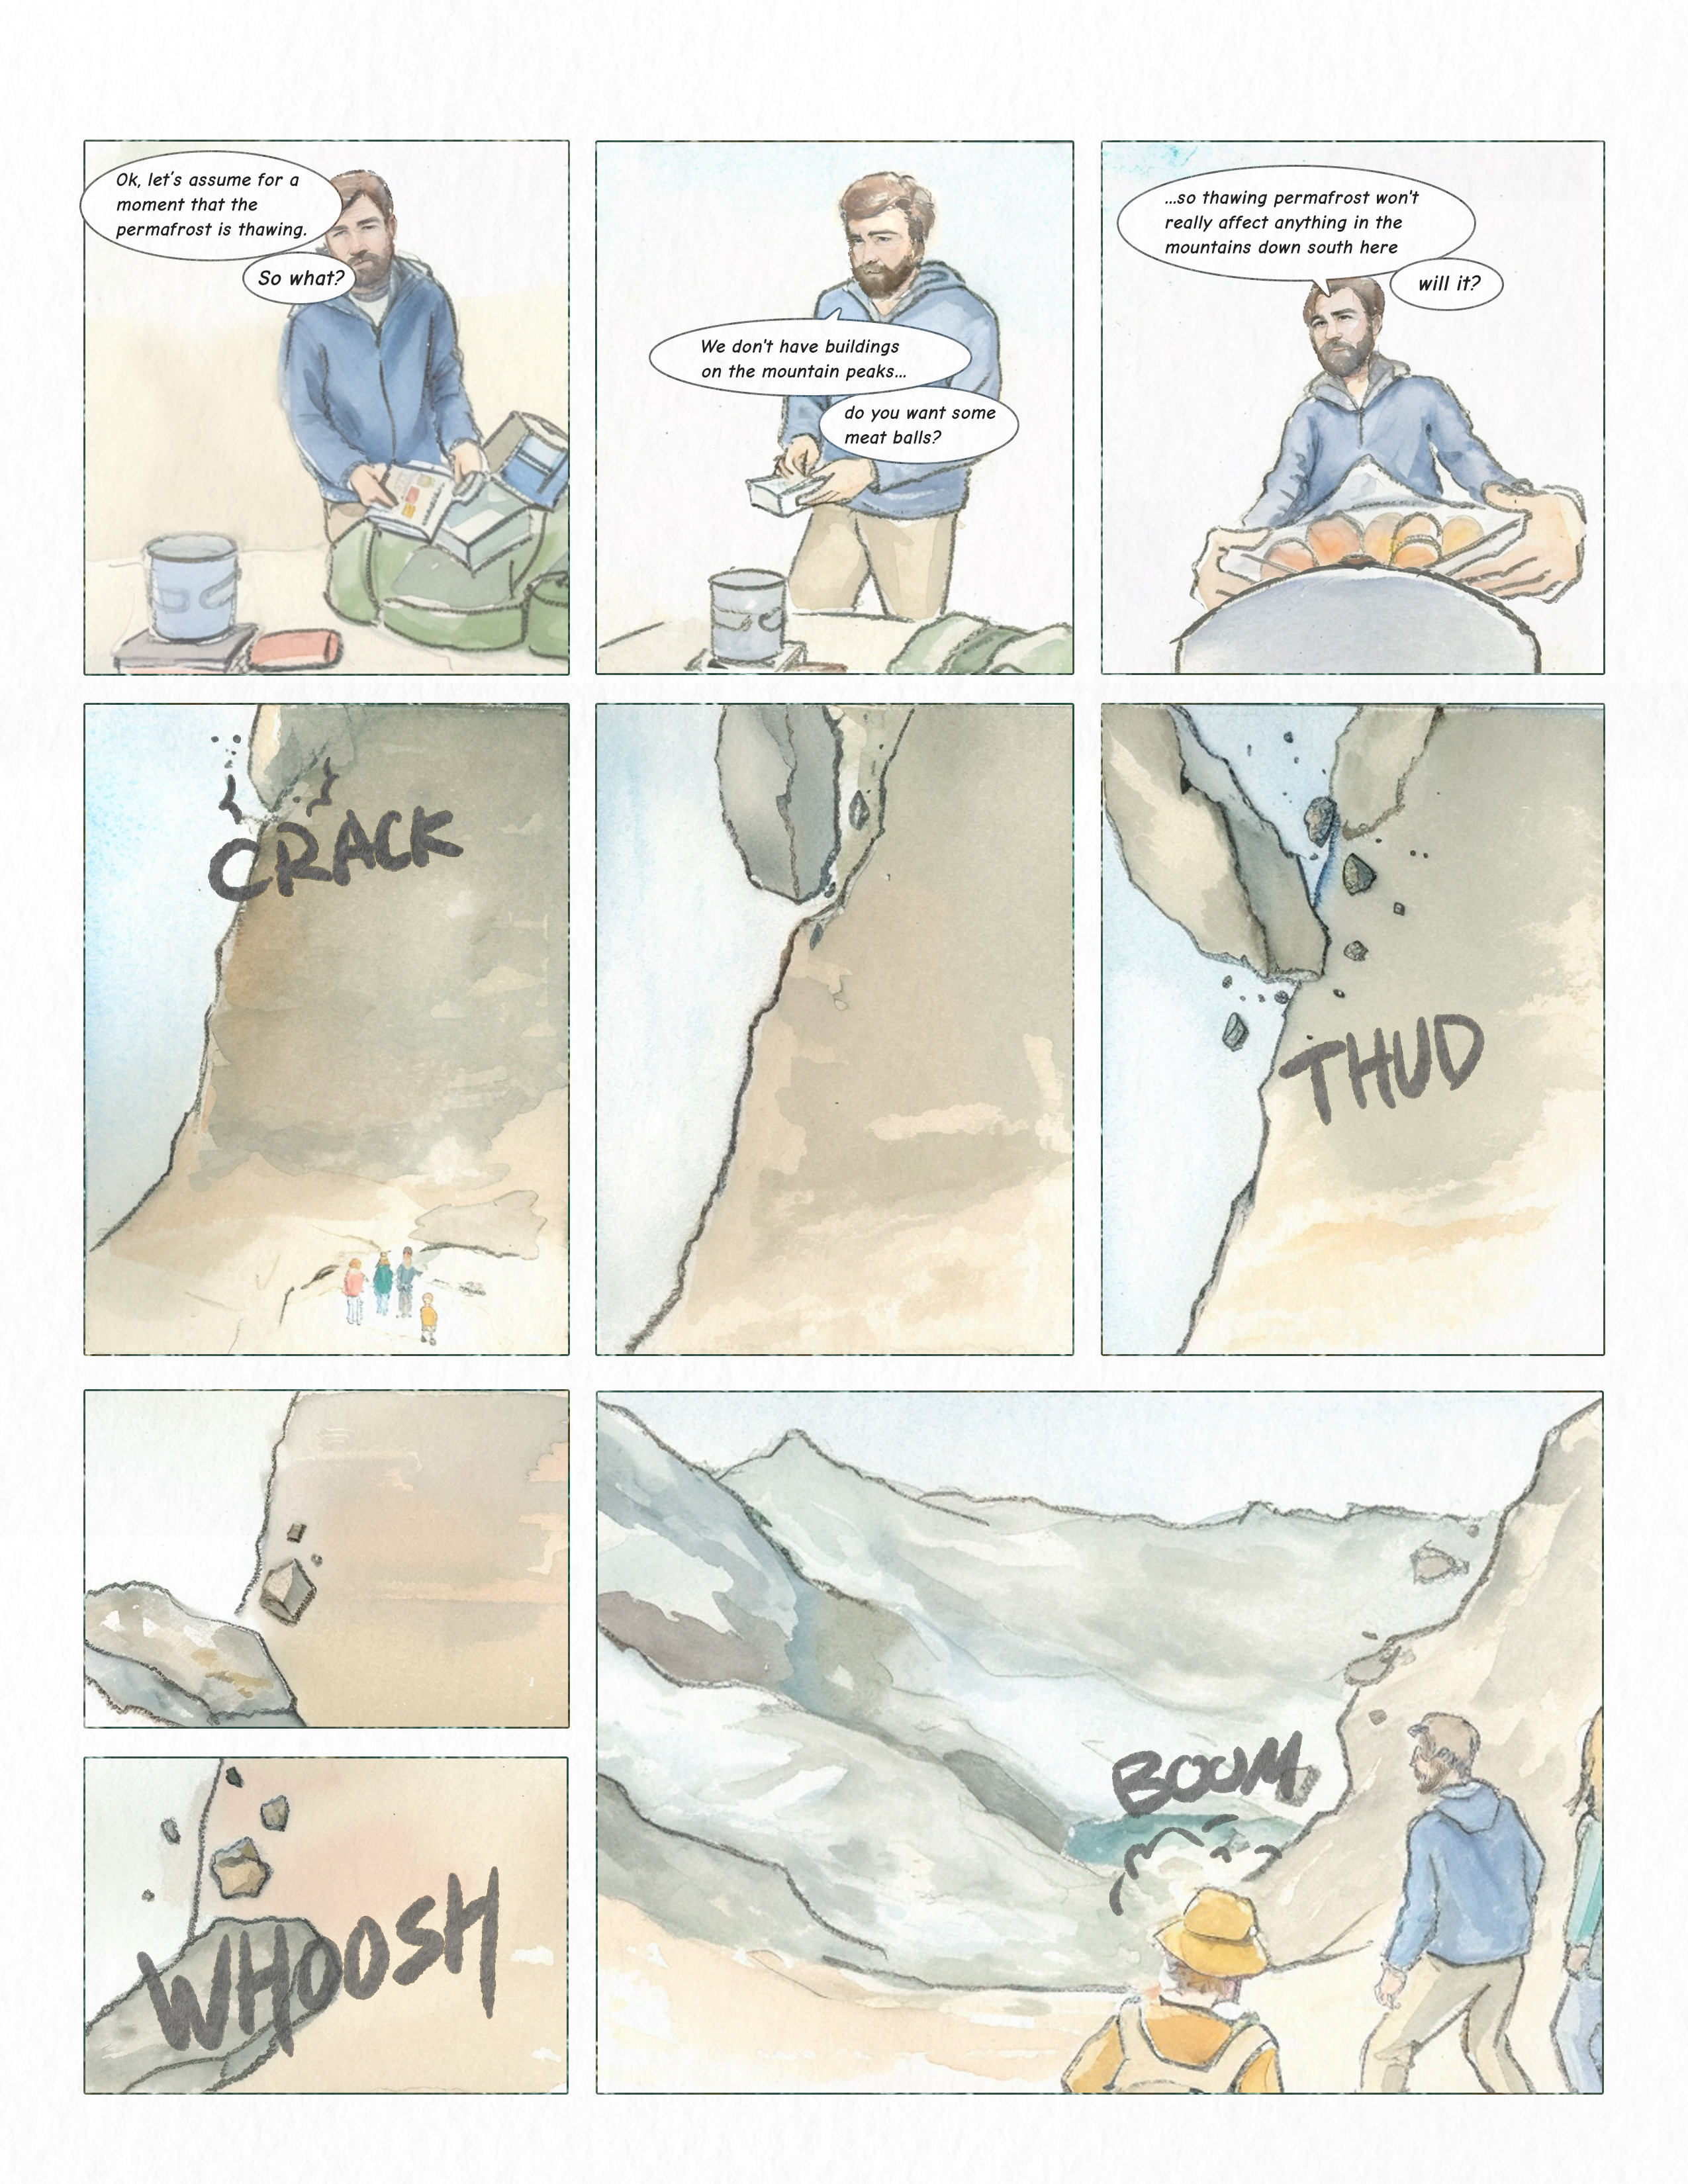 Ok, let's assume for a
moment that the
permafrost is thawing.
So what?
We don't have buildings
on the mountain peaks...
do you want some
meat balls?
...so thawing permafrost won't
really affect anything in the
mountains down south here
will it?
CRACK
THUD
WHOOSH
BOOM